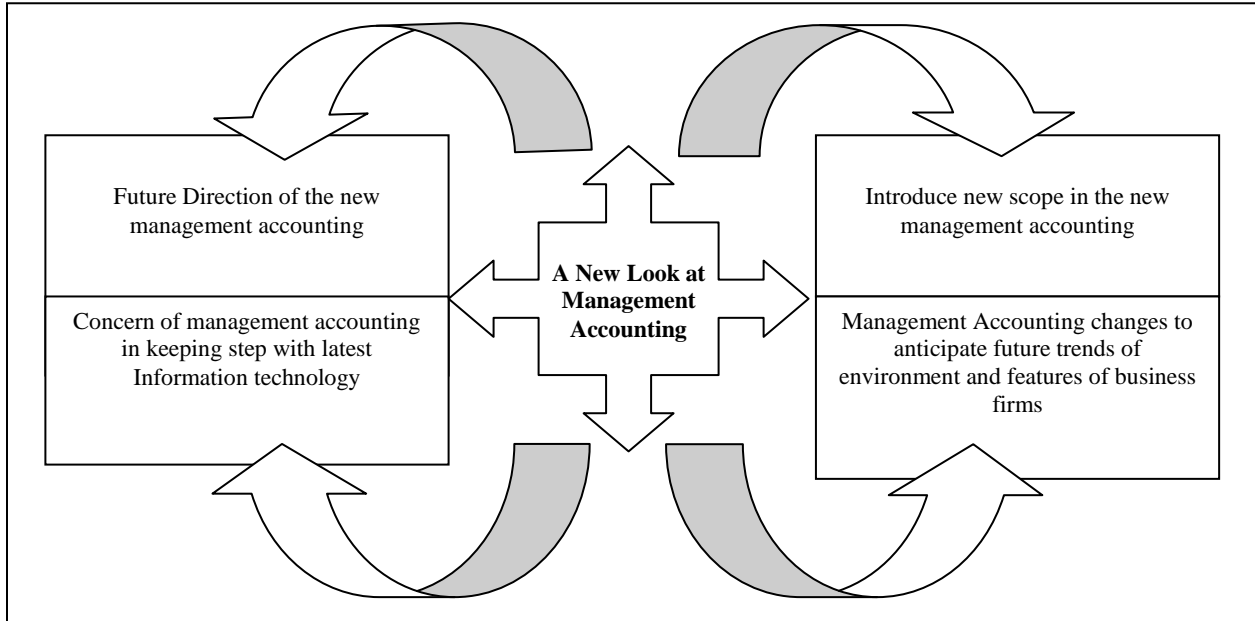 Future Direction of the new
management accounting
Concern of management accounting
in keeping step with latest
Information technology
A New Look at
Management
Accounting
Introduce new scope in the new
management accounting
Management Accounting changes to
anticipate future trends of
environment and features of business
firms